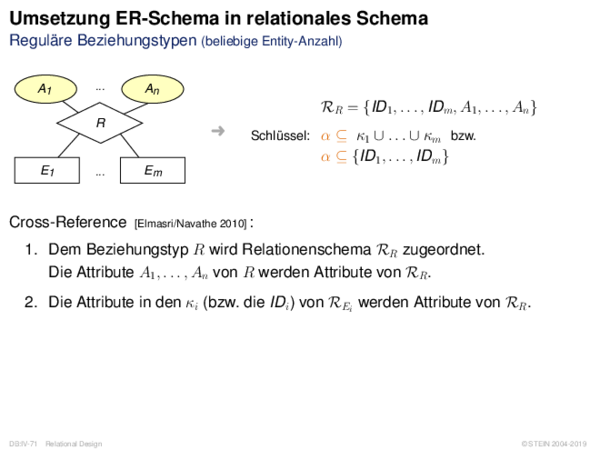 Umsetzung ER-Schema in relationales Schema
Reguläre Beziehungstypen (beliebige Entity-Anzahl)
A1 ... An
R
E1 ... Em
➜
ℛR = {ID1, . . . , IDm, A1, . . . , An}
Schlüssel: α ⊆ κ1 ∪ . . . ∪ κm bzw.
α ⊆ {ID1, . . . , IDm}
Cross-Reference [Elmasri/Navathe 2010] :
1. Dem Beziehungstyp R wird Relationenschema ℛR zugeordnet.
Die Attribute A1, . . . , An von R werden Attribute von ℛR.
2. Die Attribute in den κi (bzw. die IDi) von ℛEi werden Attribute von ℛR.
DB:IV-71 Relational Design © STEIN 2004-2019